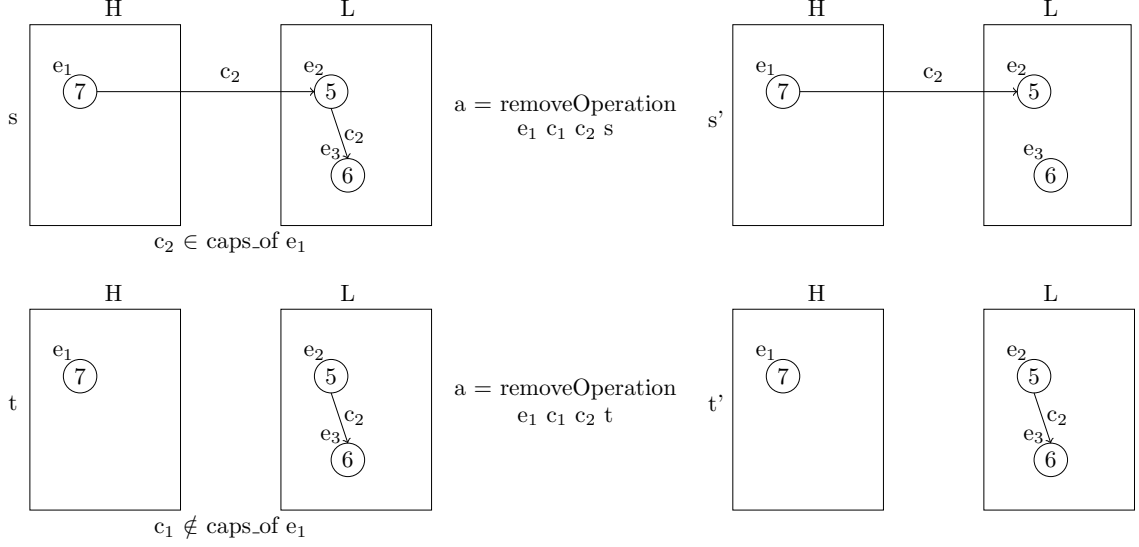 H L H L
e₁ 7 c₂ e₂ 5 e₁ 7 c₂ e₂ 5
s a = removeOperation s'
e₁ c₁ c₂ s
c₂
e₃ 6 e₃ 6
c₂ ∈ caps_of e₁
H L H L
e₁ 7 e₂ 5 e₁ 7 e₂ 5
t a = removeOperation t'
e₁ c₁ c₂ t
c₂ c₂
e₃ 6 e₃ 6
c₁ ∉ caps_of e₁